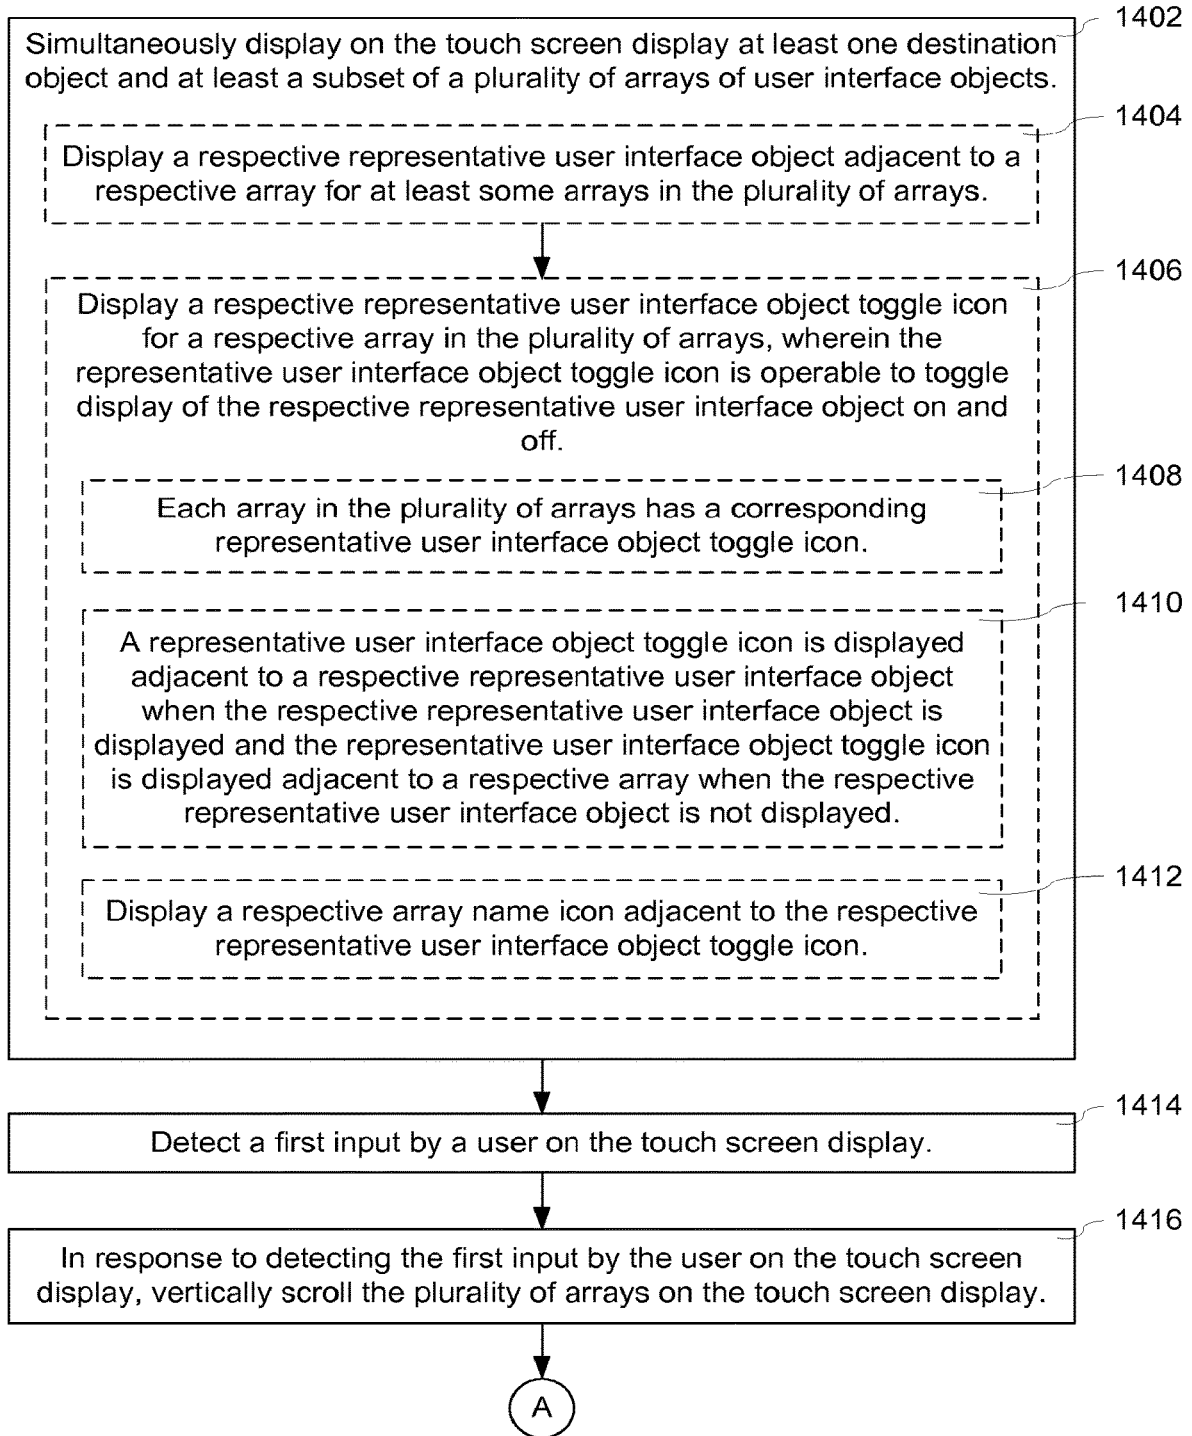 1402
Simultaneously display on the touch screen display at least one destination
object and at least a subset of a plurality of arrays of user interface objects.
1404
Display a respective representative user interface object adjacent to a
respective array for at least some arrays in the plurality of arrays.
1406
Display a respective representative user interface object toggle icon
for a respective array in the plurality of arrays, wherein the
representative user interface object toggle icon is operable to toggle
display of the respective representative user interface object on and
off.
1408
Each array in the plurality of arrays has a corresponding
representative user interface object toggle icon.
1410
A representative user interface object toggle icon is displayed
adjacent to a respective representative user interface object
when the respective representative user interface object is
displayed and the representative user interface object toggle icon
is displayed adjacent to a respective array when the respective
representative user interface object is not displayed.
1412
Display a respective array name icon adjacent to the respective
representative user interface object toggle icon.
1414
Detect a first input by a user on the touch screen display.
1416
In response to detecting the first input by the user on the touch screen
display, vertically scroll the plurality of arrays on the touch screen display.
A